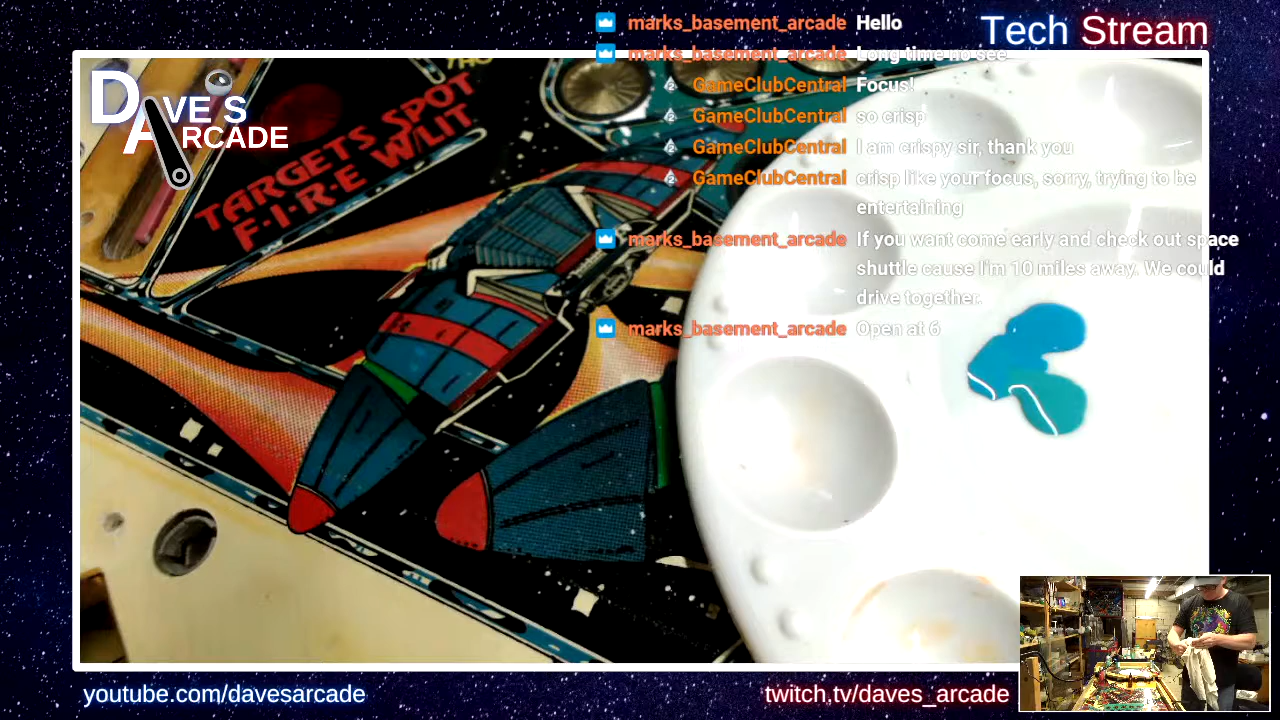 marks_basement_arcade Hello
Tech Stream
marks_basement_arcade Long time no see
GameClubCentral Focus!
GameClubCentral so crisp
GameClubCentral I am crispy sir, thank you
GameClubCentral crisp like your focus, sorry, trying to be
entertaining
marks_basement_arcade If you want come early and check out space
shuttle cause I'm 10 miles away. We could
drive together.
marks_basement_arcade Open at 6
DAVE'S
ARCADE
TARGETS SPOT
F-I-R-E W/LIT
youtube.com/davesarcade
twitch.tv/daves_arcade